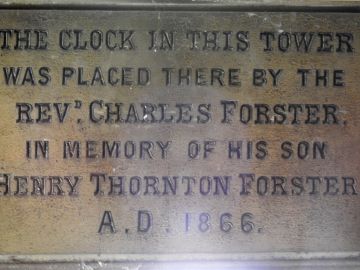 THE CLOCK IN THIS TOWER
WAS PLACED THERE BY THE
REVᴰ. CHARLES FORSTER,
IN MEMORY OF HIS SON
HENRY THORNTON FORSTER
A.D. 1866.